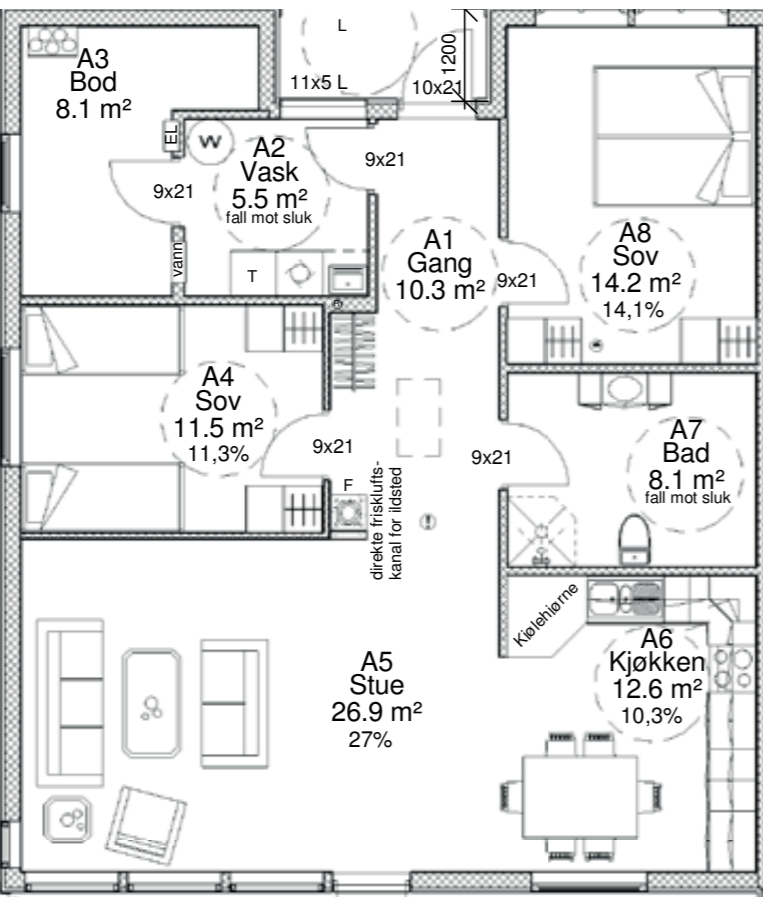 L
1200
11x5 L
10x21
A3
Bod
8.1 m²
EL
W
A2
Vask
5.5 m²
fall mot sluk
9x21
9x21
vann
T
A1
Gang
10.3 m²
9x21
A8
Sov
14.2 m²
14,1%
A4
Sov
11.5 m²
11,3%
9x21
F
direkte frisklufts-
kanal for ildsted
9x21
A7
Bad
8.1 m²
fall mot sluk
Kjølehjørne
A6
Kjøkken
12.6 m²
10,3%
A5
Stue
26.9 m²
27%